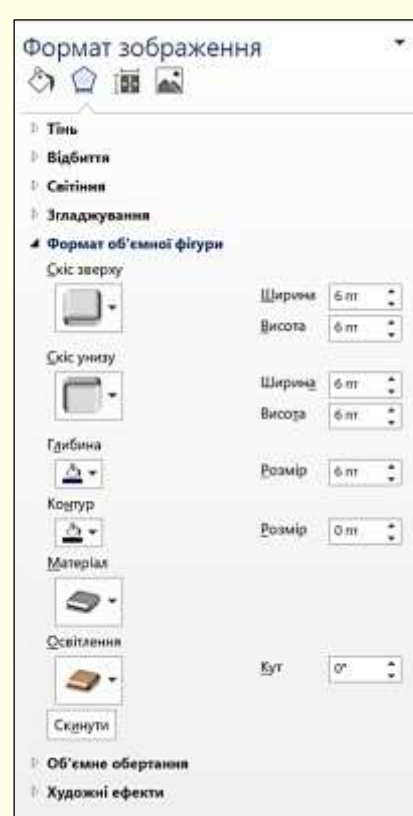 Формат зображення
Тінь
Відбиття
Світіння
Згладжування
Формат об'ємної фігури
Скіс зверху
Ширина 6 пт
Висота 6 пт
Скіс унизу
Ширина 6 пт
Висота 6 пт
Глибина
Розмір 6 пт
Контур
Розмір 0 пт
Матеріал
Освітлення
Кут 0°
Скинути
Об'ємне обертання
Художні ефекти